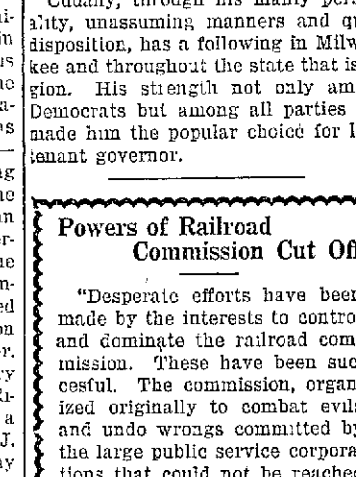 Cudahy, through his manly per
ality, unassuming manners and q
disposition, has a following in Milw
kee and throughout the state that is
gion. His strength not only am
Democrats but among all parties
made him the popular choice for l
tenant governor.
Powers of Railroad
Commission Cut Off
"Desperate efforts have been
made by the interests to contro
and dominate the railroad com
mission. These have been suc
cesful. The commission, organ
ized originally to combat evils
and undo wrongs committed by
the large public service corpora
tions that could not be reached